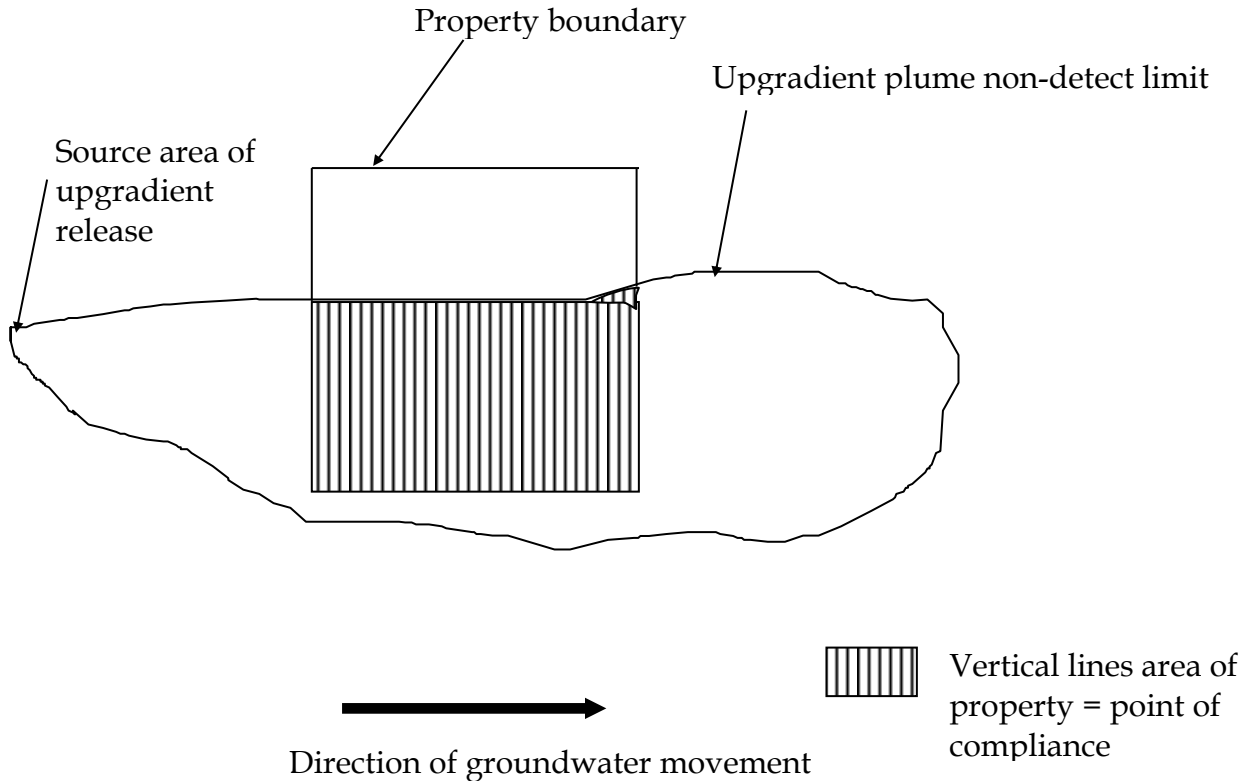 Property boundary
Upgradient plume non-detect limit
Source area of
upgradient
release
Vertical lines area of
property = point of
compliance
Direction of groundwater movement